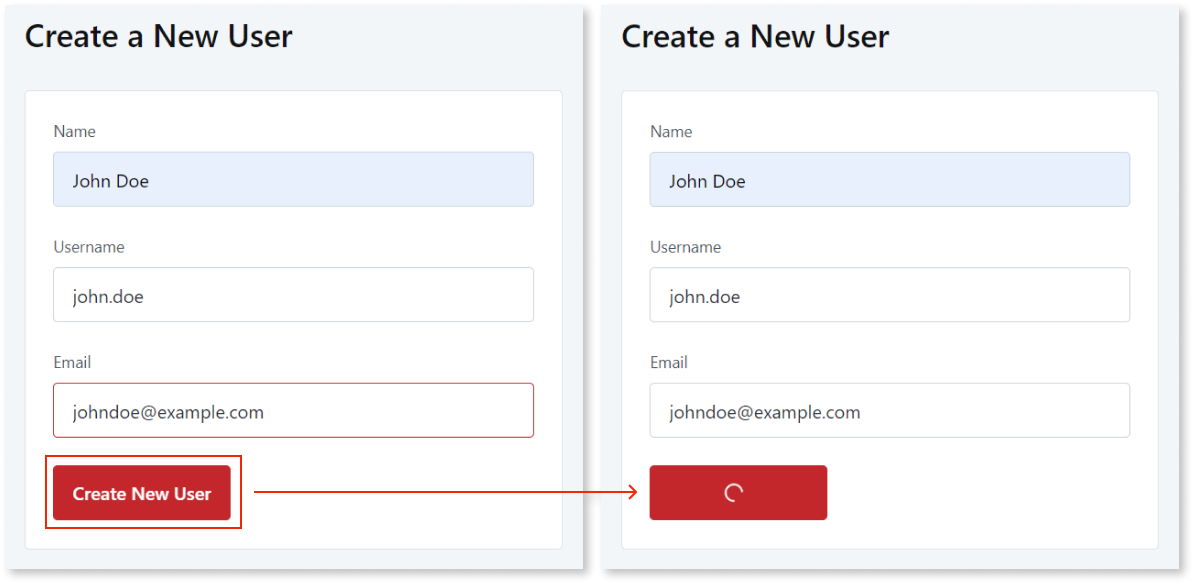 Create a New User
Name
John Doe
Username
john.doe
Email
johndoe@example.com
Create New User
Create a New User
Name
John Doe
Username
john.doe
Email
johndoe@example.com